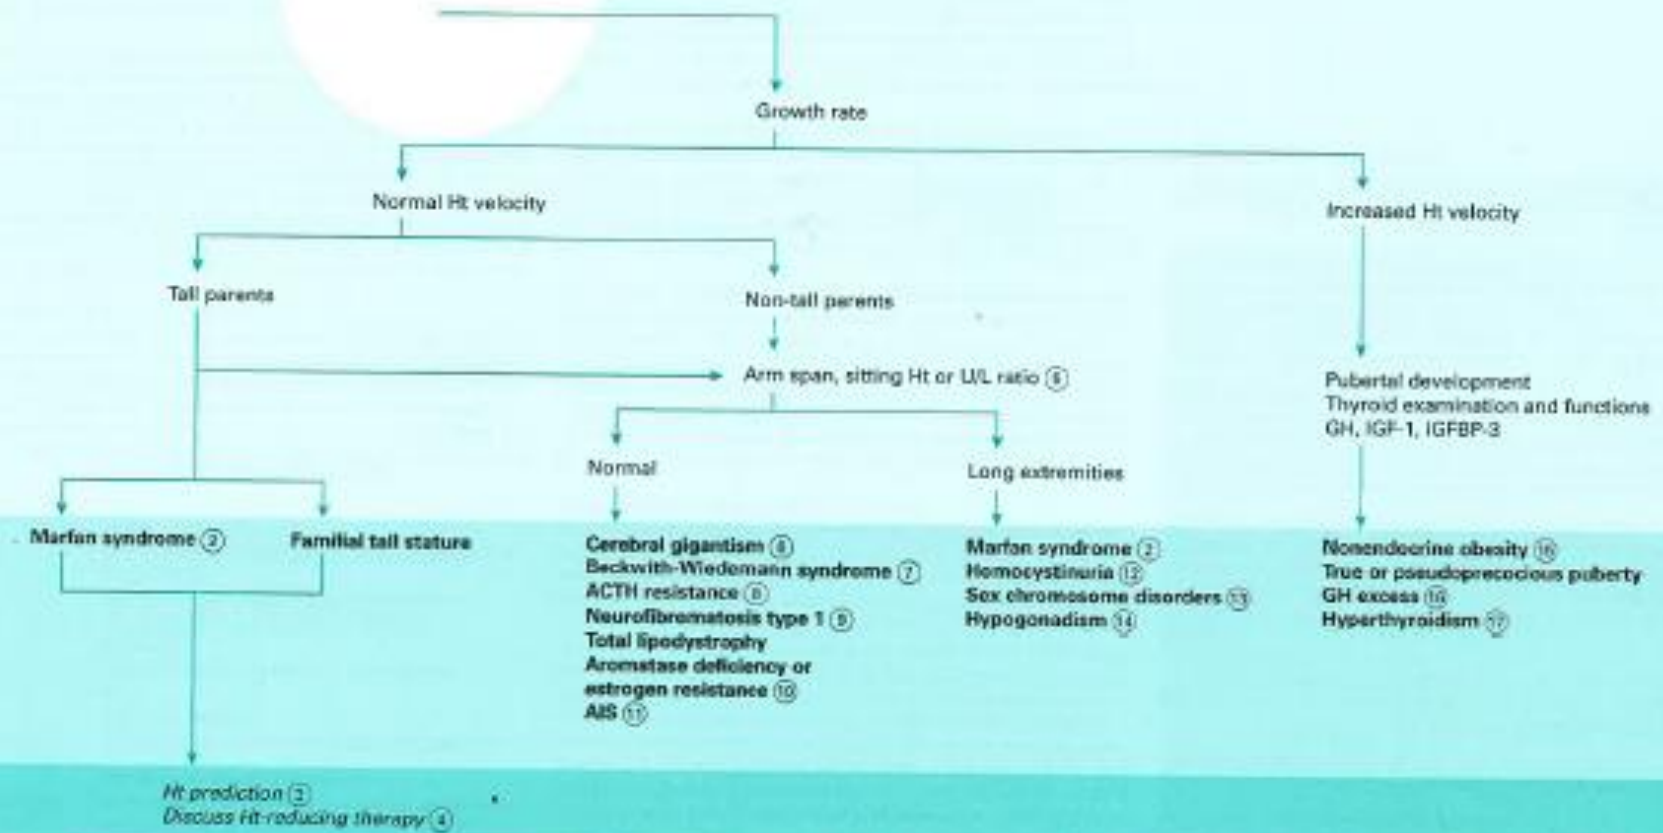 Growth rate
Normal Ht velocity
Increased Ht velocity
Tall parents
Non-tall parents
Arm span, sitting Ht or U/L ratio ⑤
Pubertal development
Thyroid examination and functions
GH, IGF-1, IGFBP-3
Normal
Long extremities
Marfan syndrome ②
Familial tall stature
Cerebral gigantism ⑥
Beckwith-Wiedemann syndrome ⑦
ACTH resistance ⑧
Neurofibromatosis type 1 ⑨
Total lipodystrophy
Aromatase deficiency or
estrogen resistance ⑩
AIS ⑪
Marfan syndrome ②
Homocystinuria ⑫
Sex chromosome disorders ⑬
Hypogonadism ⑭
Nonendocrine obesity
True or pseudoprecocious puberty
GH excess
Hyperthyroidism ⑰
Ht prediction ③
Discuss Ht-reducing therapy ④